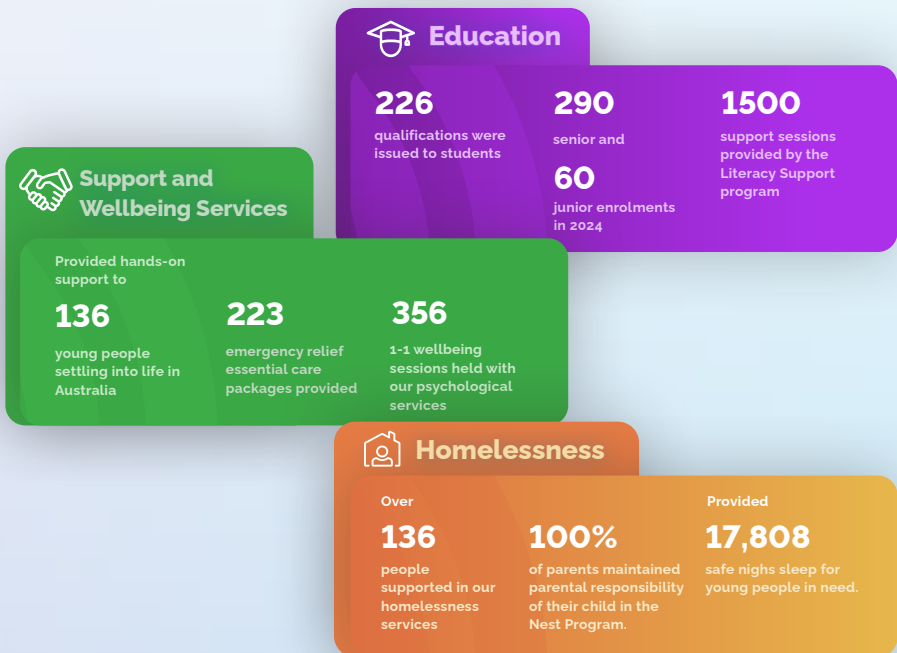 Education
226
qualifications were
issued to students
290
senior and
60
junior enrolments
in 2024
1500
support sessions
provided by the
Literacy Support
program
Support and
Wellbeing Services
Provided hands-on
support to
136
young people
settling into life in
Australia
223
emergency relief
essential care
packages provided
356
1-1 wellbeing
sessions held with
our psychological
services
Homelessness
Over
136
people
supported in our
homelessness
services
100%
of parents maintained
parental responsibility
of their child in the
Nest Program.
Provided
17,808
safe nighs sleep for
young people in need.